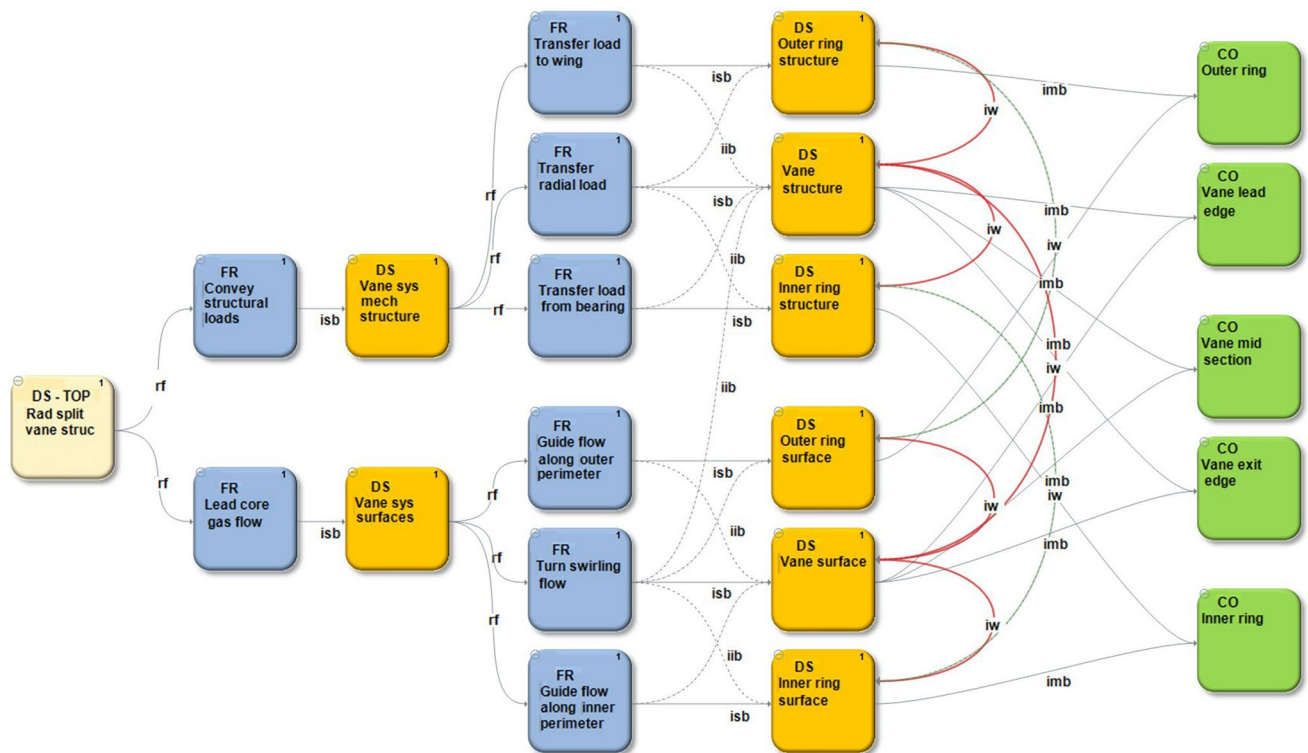 DS - TOP 1
Rad split
vane struc
rf
rf
FR 1
Convey
structural
loads
FR 1
Lead core
gas flow
isb
isb
DS 1
Vane sys
mech
structure
DS 1
Vane sys
surfaces
rf
rf
rf
rf
rf
rf
FR 1
Transfer load
to wing
FR 1
Transfer
radial load
FR 1
Transfer load
from bearing
FR 1
Guide flow
along outer
perimeter
FR 1
Turn swirling
flow
FR 1
Guide flow
along inner
perimeter
isb
iib
isb
iib
isb
iib
isb
iib
isb
iib
isb
DS 1
Outer ring
structure
DS 1
Vane
structure
DS 1
Inner ring
structure
DS 1
Outer ring
surface
DS 1
Vane surface
DS 1
Inner ring
surface
imb
iw
imb
iw
iw
imb
imb
iw
imb
imb
iw
iw
imb
iw
imb
CO
Outer ring
CO
Vane lead
edge
CO
Vane mid
section
CO
Vane exit
edge
CO
Inner ring